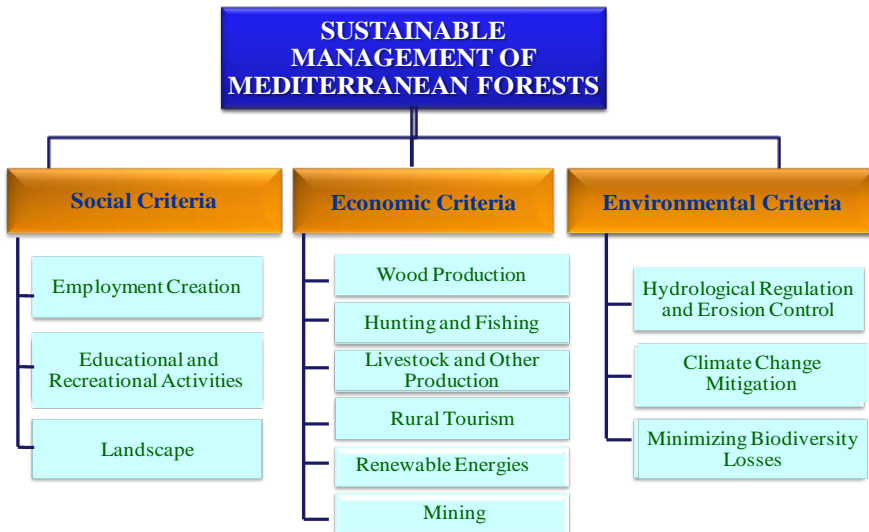 SUSTAINABLE
MANAGEMENT OF
MEDITERRANEAN FORESTS
Social Criteria
Economic Criteria
Environmental Criteria
Employment Creation
Educational and
Recreational Activities
Landscape
Wood Production
Hunting and Fishing
Livestock and Other
Production
Rural Tourism
Renewable Energies
Mining
Hydrological Regulation
and Erosion Control
Climate Change
Mitigation
Minimizing Biodiversity
Losses